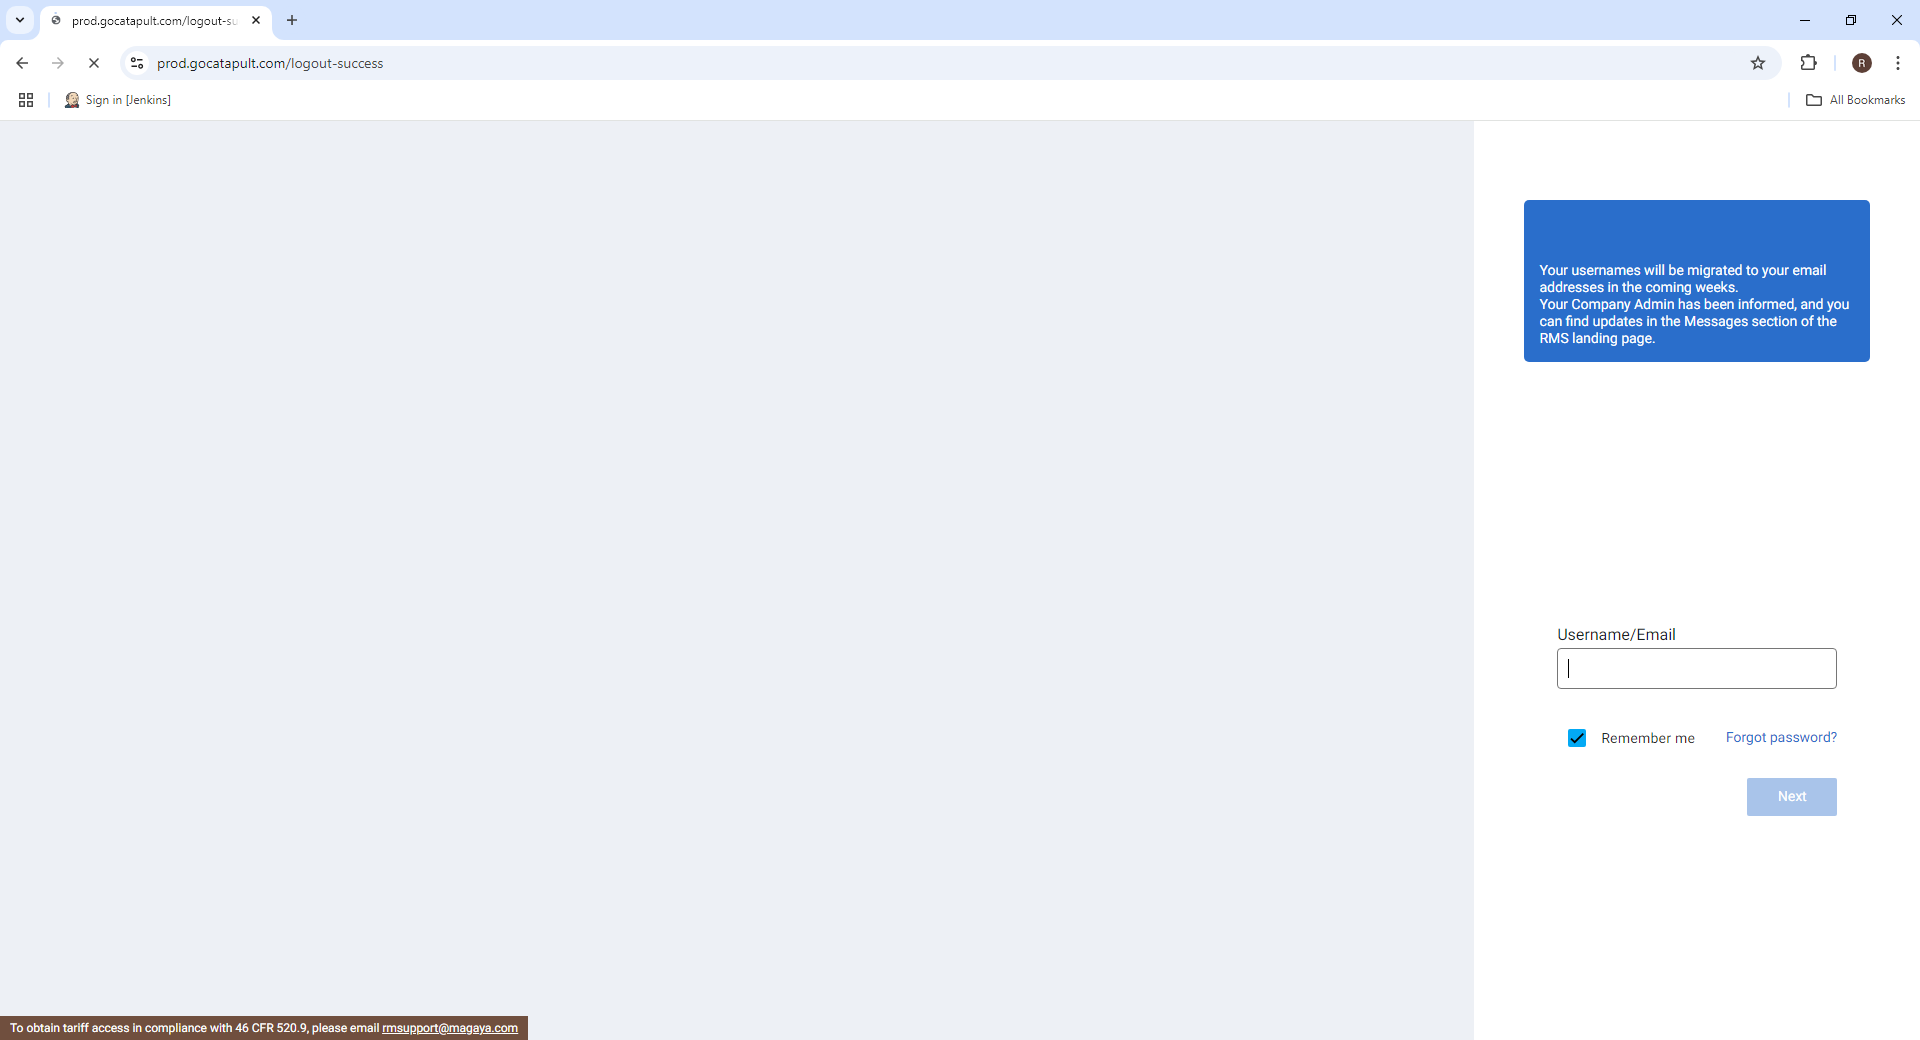 prod.gocatapult.com/logout-su
prod.gocatapult.com/logout-success
R
Sign in [Jenkins]
All Bookmarks
Your usernames will be migrated to your email
addresses in the coming weeks.
Your Company Admin has been informed, and you
can find updates in the Messages section of the
RMS landing page.
Username/Email
Remember me
Forgot password?
Next
To obtain tariff access in compliance with 46 CFR 520.9, please email rmsupport@magaya.com